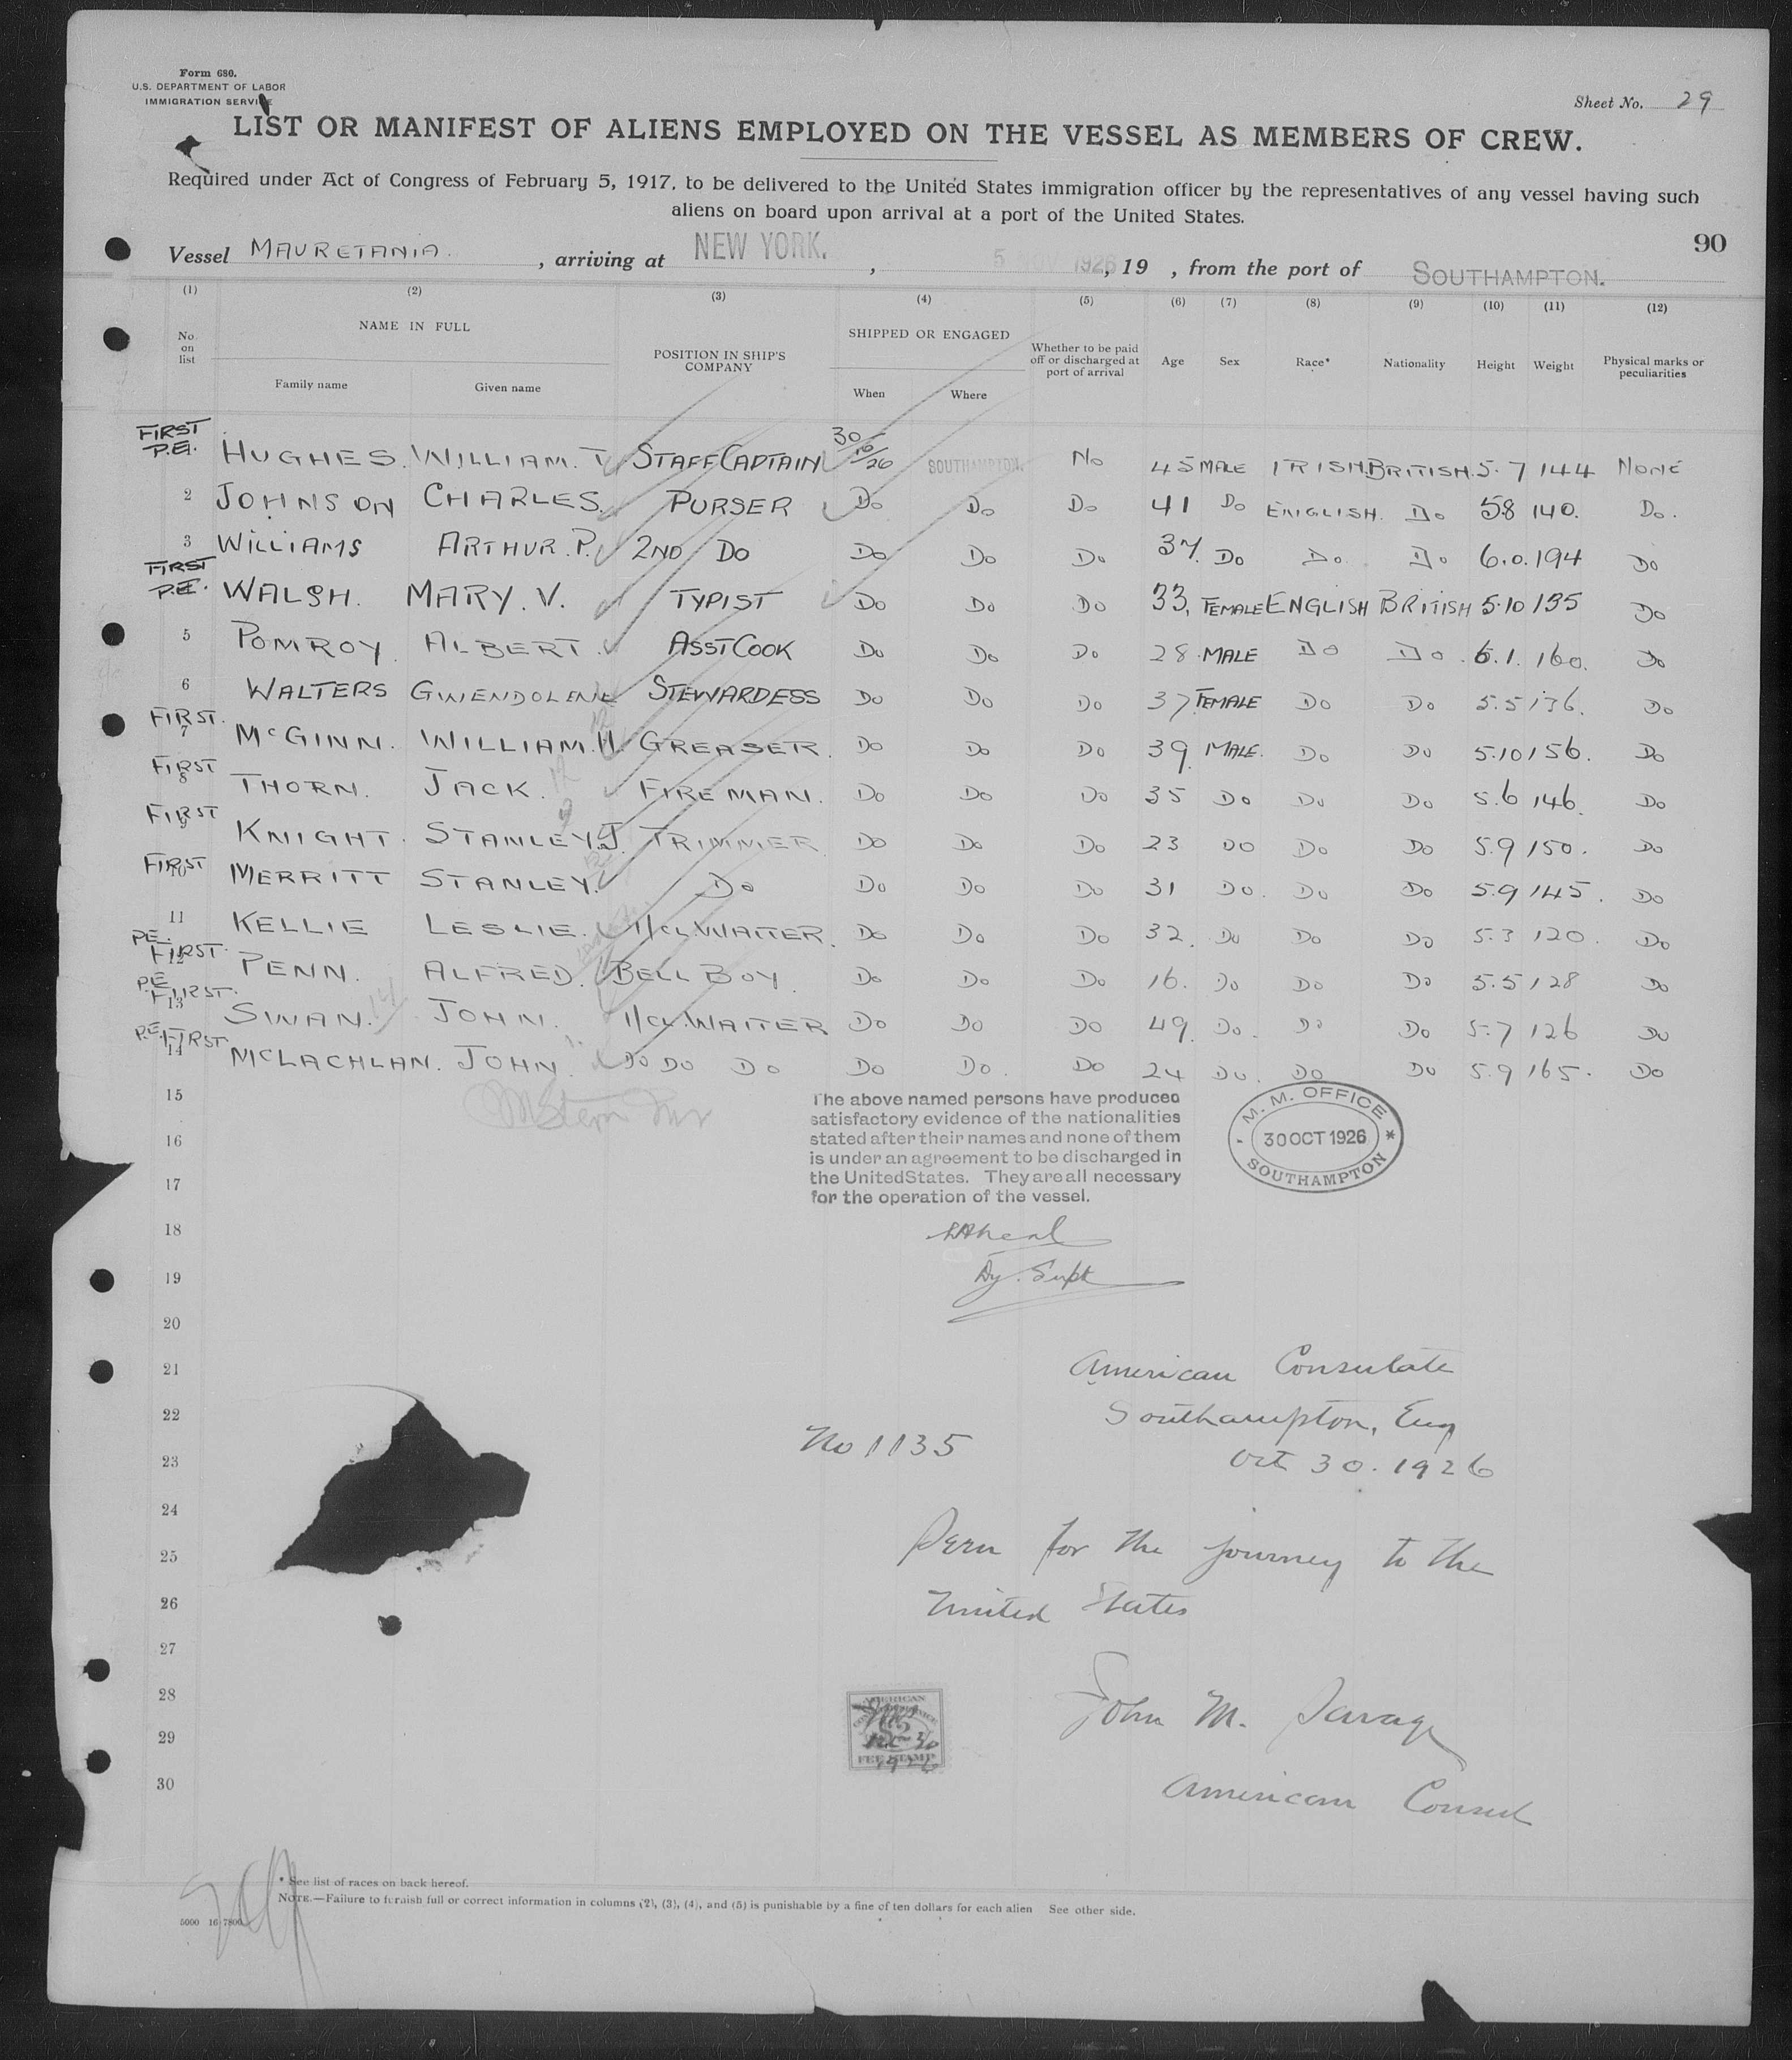 Form 680.
U.S. DEPARTMENT OF LABOR
IMMIGRATION SERVICE
Sheet No. 29
LIST OR MANIFEST OF ALIENS EMPLOYED ON THE VESSEL AS MEMBERS OF CREW.
Required under Act of Congress of February 5, 1917, to be delivered to the United States immigration officer by the representatives of any vessel having such
aliens on board upon arrival at a port of the United States.
90
Vessel MAURETANIA. , arriving at NEW YORK. , 5 NOV 1926, 19 , from the port of SOUTHAMPTON.
(1) (2) (3) (4) (5) (6) (7) (8) (9) (10) (11) (12)
No. on list NAME IN FULL Family name Given name POSITION IN SHIP'S COMPANY SHIPPED OR ENGAGED When Where Whether to be paid off or discharged at port of arrival Age Sex Race* Nationality Height Weight Physical marks or peculiarities
FIRST P.E. HUGHES. WILLIAM. T STAFF CAPTAIN 30/10/26 SOUTHAMPTON. No 45 MALE IRISH. BRITISH. 5.7 144 NONE
2 JOHNSON CHARLES. PURSER Do Do Do 41 Do ENGLISH. Do 5.8 140. Do.
3 WILLIAMS ARTHUR. P. 2ND Do Do Do Do 37. Do Do Do 6.0. 194 Do
FIRST P.E. WALSH. MARY. V. TYPIST Do Do Do 33, FEMALE ENGLISH BRITISH 5.10 135 Do
5 POMROY. ALBERT. ASST COOK Do Do Do 28. MALE Do Do. 6.1. 160. Do
6 WALTERS GWENDOLENE STEWARDESS Do Do Do 37 FEMALE Do Do 5.5 136. Do
FIRST. 7 McGINN. WILLIAM. H. GREASER. Do Do Do 39. MALE. Do Do 5.10 156. Do
FIRST 8 THORN. JACK. FIREMAN. Do Do Do 35 Do Do Do 5.6 146. Do
FIRST 9 KNIGHT. STANLEY. J. TRIMMER Do Do Do 23 Do Do Do 5.9 150. Do
FIRST 10 MERRITT STANLEY. Do Do Do Do 31 Do. Do Do 5.9 145. Do
11 KELLIE LESLIE. 1/CL. WAITER. Do Do Do 32. Do Do Do 5.3 120. Do
P.E. FIRST. 12 PENN. ALFRED. BELL BOY. Do Do Do 16. Do Do Do 5.5 128 Do
P.E. FIRST. 13 SWAN. JOHN. 1/CL. WAITER Do Do Do 49. Do. Do Do 5.7 126 Do
P.E. FIRST 14 McLACHLAN. JOHN. Do Do Do Do Do. Do 24 Do. Do Do 5.9 165. Do
15
16
17
The above named persons have produced
satisfactory evidence of the nationalities
stated after their names and none of them
is under an agreement to be discharged in
the United States. They are all necessary
for the operation of the vessel.
M. M. OFFICE
30 OCT 1926
SOUTHAMPTON
18
Dy. Supt
19
20
21 American Consulate
22 Southampton, Eng
No 1135
23 Oct 30. 1926
24
25 for the journey to the
26 United States
27
28 John M. Savage
AMERICAN
$2
FEE STAMP
Oct 30
1926
29
30 American Consul
* See list of races on back hereof.
NOTE.—Failure to furnish full or correct information in columns (2), (3), (4), and (5) is punishable by a fine of ten dollars for each alien See other side.
5000 16-7800